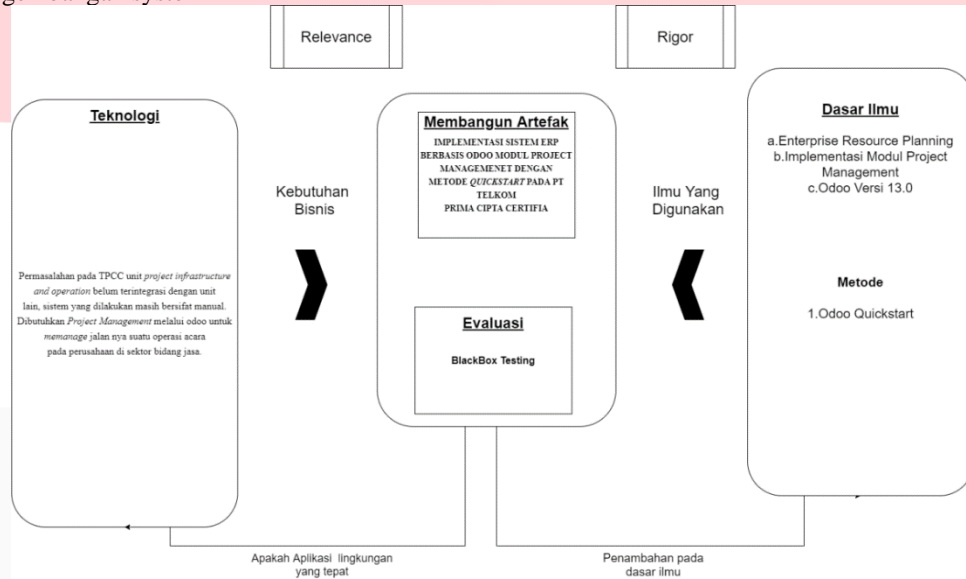 Relevance
Rigor
Teknologi
Permasalahan pada TPCC unit project infrastructure
and operation belum terintegrasi dengan unit
lain, sistem yang dilakukan masih bersifat manual.
Dibutuhkan Project Management melalui odoo untuk
memanage jalan nya suatu operasi acara
pada perusahaan di sektor bidang jasa.
Kebutuhan
Bisnis
Membangun Artefak
IMPLEMENTASI SISTEM ERP
BERBASIS ODOO MODUL PROJECT
MANAGEMENET DENGAN
METODE QUICKSTART PADA PT
TELKOM
PRIMA CIPTA CERTIFIA
Evaluasi
BlackBox Testing
Ilmu Yang
Digunakan
Dasar Ilmu
a.Enterprise Resource Planning
b.Implementasi Modul Project
Management
c.Odoo Versi 13.0
Metode
1.Odoo Quickstart
Apakah Aplikasi lingkungan
yang tepat
Penambahan pada
dasar ilmu